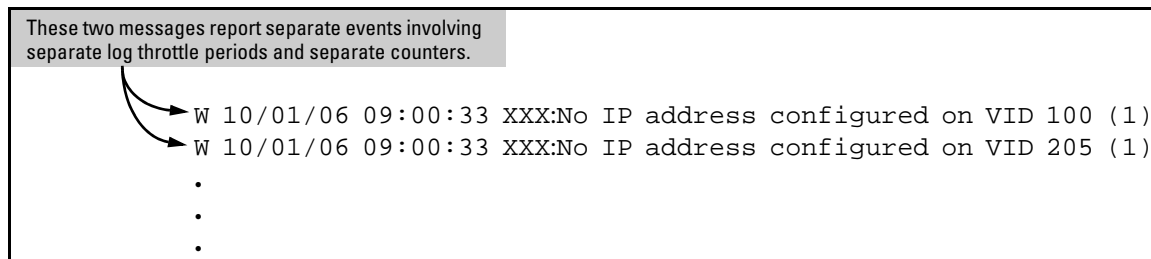 These two messages report separate events involving
separate log throttle periods and separate counters.
W 10/01/06 09:00:33 XXX:No IP address configured on VID 100 (1)
W 10/01/06 09:00:33 XXX:No IP address configured on VID 205 (1)
.
.
.